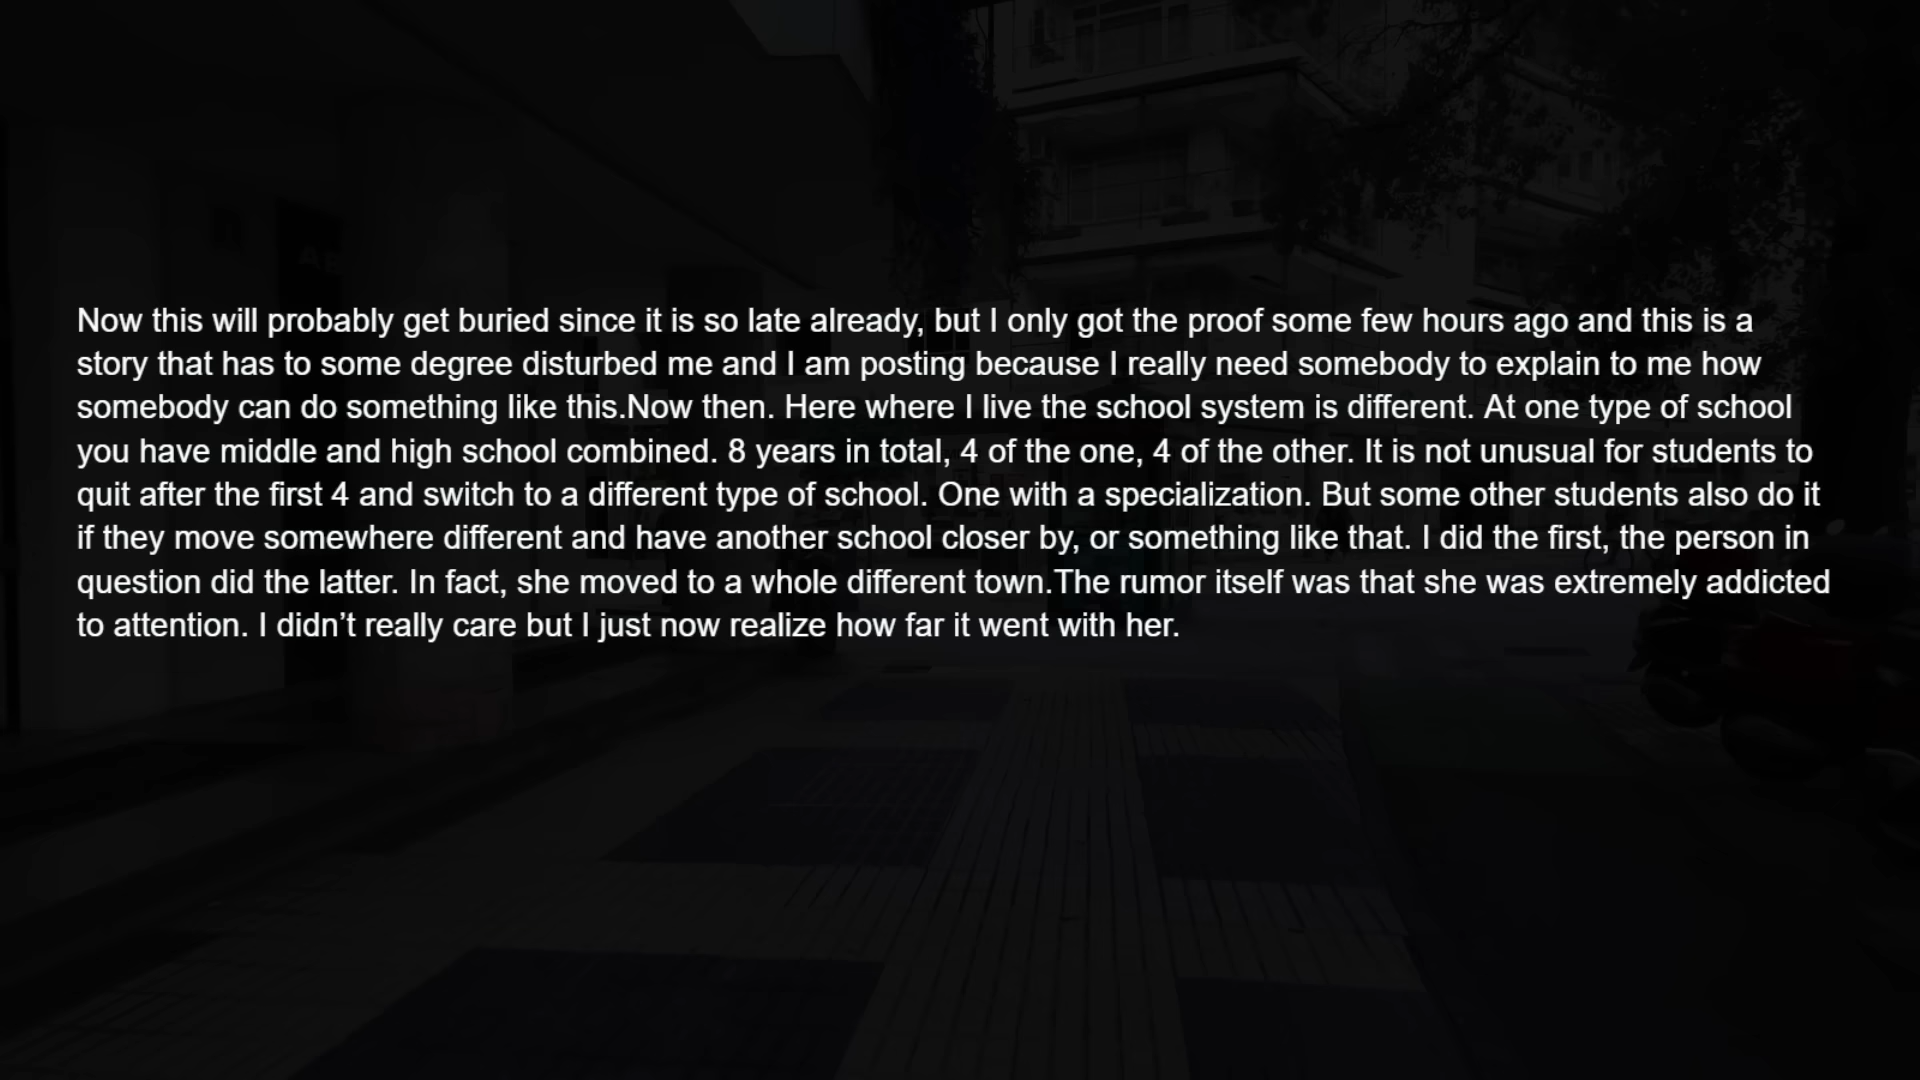 Now this will probably get buried since it is so late already, but I only got the proof some few hours ago and this is a
story that has to some degree disturbed me and I am posting because I really need somebody to explain to me how
somebody can do something like this.Now then. Here where I live the school system is different. At one type of school
you have middle and high school combined. 8 years in total, 4 of the one, 4 of the other. It is not unusual for students to
quit after the first 4 and switch to a different type of school. One with a specialization. But some other students also do it
if they move somewhere different and have another school closer by, or something like that. I did the first, the person in
question did the latter. In fact, she moved to a whole different town.The rumor itself was that she was extremely addicted
to attention. I didn’t really care but I just now realize how far it went with her.